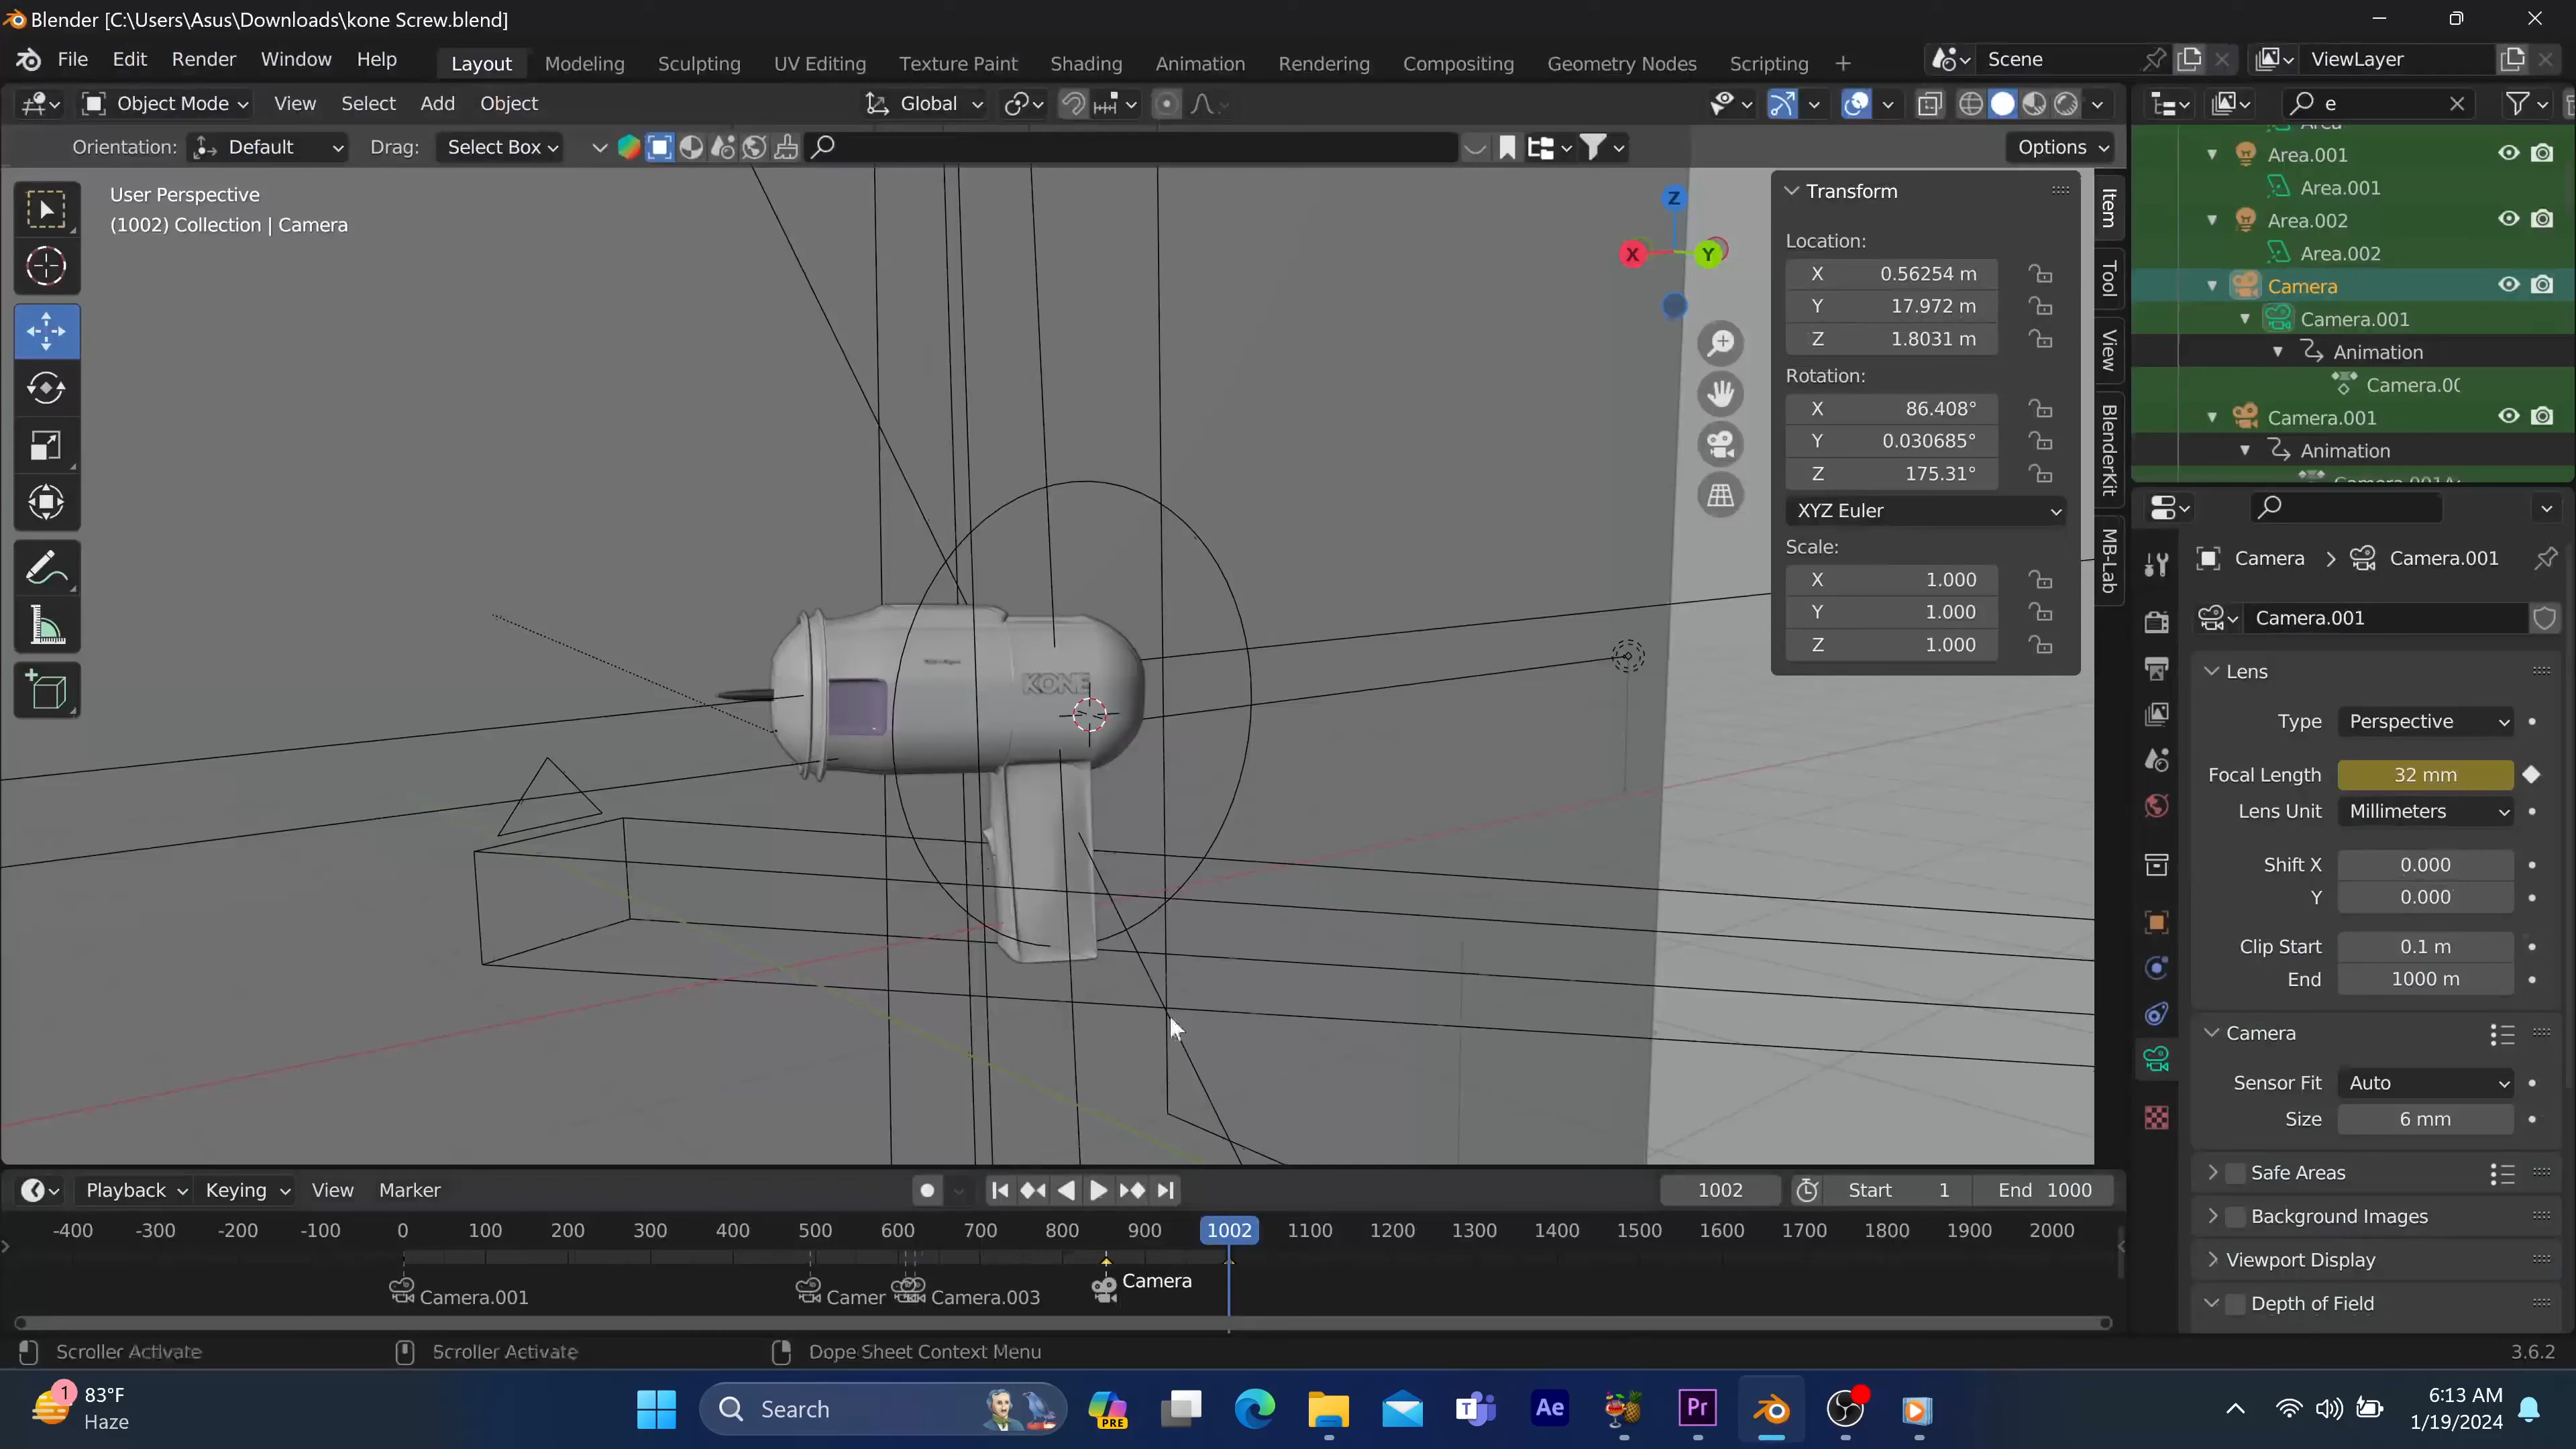 Blender [C:\Users\Asus\Downloads\kone Screw.blend]
File Edit Render Window Help Layout Modeling Sculpting UV Editing Texture Paint Shading Animation Rendering Compositing Geometry Nodes Scripting + Scene ViewLayer
Object Mode View Select Add Object Global e
Orientation: Default Drag: Select Box Options
User Perspective
(1002) Collection | Camera
Z
X
Y
Transform
Location:
X 0.56254 m
Y 17.972 m
Z 1.8031 m
Rotation:
X 86.408°
Y 0.030685°
Z 175.31°
XYZ Euler
Scale:
X 1.000
Y 1.000
Z 1.000
Item
Tool
View
BlenderKit
MB-Lab
KONE
Area
Area.001
Area.001
Area.002
Area.002
Camera
Camera.001
Animation
Camera.00
Camera.001
Animation
Camera > Camera.001
Camera.001
Lens
Type Perspective
Focal Length 32 mm
Lens Unit Millimeters
Shift X 0.000
Y 0.000
Clip Start 0.1 m
End 1000 m
Camera
Sensor Fit Auto
Size 6 mm
Safe Areas
Background Images
Viewport Display
Depth of Field
Playback Keying View Marker 1002 Start 1 End 1000
-400 -300 -200 -100 0 100 200 300 400 500 600 700 800 900 1002 1100 1200 1300 1400 1500 1600 1700 1800 1900 2000
Camera.001 Camer Camera.003 Camera
Scroller Activate Scroller Activate Dope Sheet Context Menu 3.6.2
1 83°F
Haze
Search
PRE
T
Ae
Pr
6:13 AM
1/19/2024